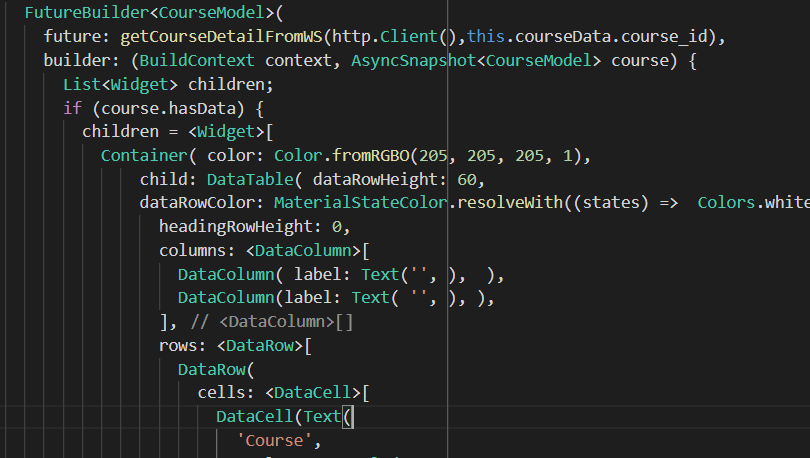 FutureBuilder<CourseModel>(
future: getCourseDetailFromWS(http.Client(),this.courseData.course_id),
builder: (BuildContext context, AsyncSnapshot<CourseModel> course) {
List<Widget> children;
if (course.hasData) {
children = <Widget>[
Container( color: Color.fromRGBO(205, 205, 205, 1),
child: DataTable( dataRowHeight: 60,
dataRowColor: MaterialStateColor.resolveWith((states) => Colors.white
headingRowHeight: 0,
columns: <DataColumn>[
DataColumn( label: Text('', ), ),
DataColumn(label: Text( '', ), ),
], // <DataColumn>[]
rows: <DataRow>[
DataRow(
cells: <DataCell>[
DataCell(Text(
'Course',